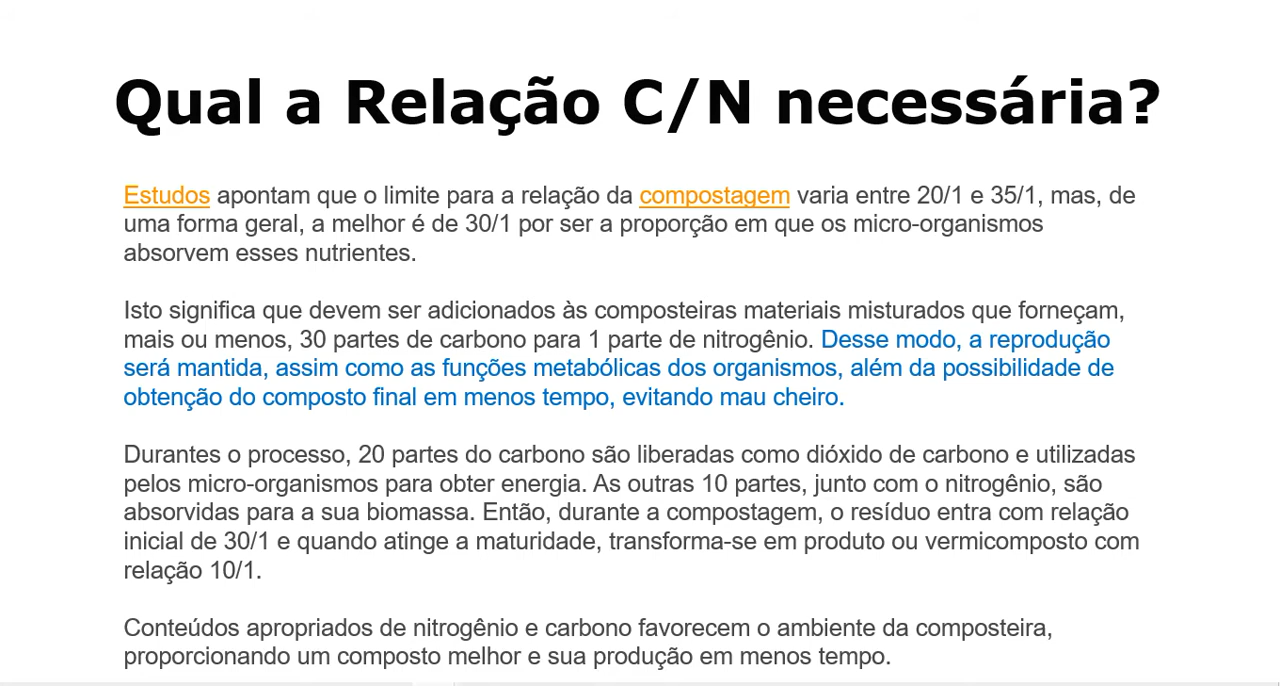 Qual a Relação C/N necessária?
Estudos apontam que o limite para a relação da compostagem varia entre 20/1 e 35/1, mas, de
uma forma geral, a melhor é de 30/1 por ser a proporção em que os micro-organismos
absorvem esses nutrientes.
Isto significa que devem ser adicionados às composteiras materiais misturados que forneçam,
mais ou menos, 30 partes de carbono para 1 parte de nitrogênio. Desse modo, a reprodução
será mantida, assim como as funções metabólicas dos organismos, além da possibilidade de
obtenção do composto final em menos tempo, evitando mau cheiro.
Durantes o processo, 20 partes do carbono são liberadas como dióxido de carbono e utilizadas
pelos micro-organismos para obter energia. As outras 10 partes, junto com o nitrogênio, são
absorvidas para a sua biomassa. Então, durante a compostagem, o resíduo entra com relação
inicial de 30/1 e quando atinge a maturidade, transforma-se em produto ou vermicomposto com
relação 10/1.
Conteúdos apropriados de nitrogênio e carbono favorecem o ambiente da composteira,
proporcionando um composto melhor e sua produção em menos tempo.